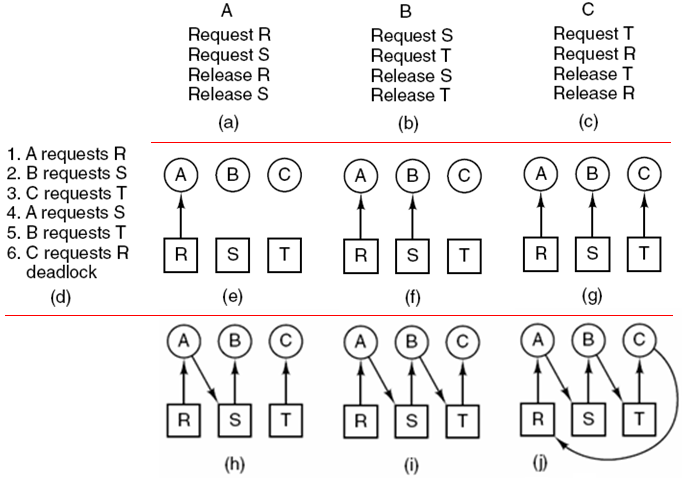 A B C
Request R Request S Request T
Request S Request T Request R
Release R Release S Release T
Release S Release T Release R
(a) (b) (c)
1. A requests R
2. B requests S
3. C requests T
4. A requests S
5. B requests T
6. C requests R
deadlock
(d)
A B C A B C A B C
R S T R S T R S T
(e) (f) (g)
A B C A B C A B C
R S T R S T R S T
(h) (i) (j)